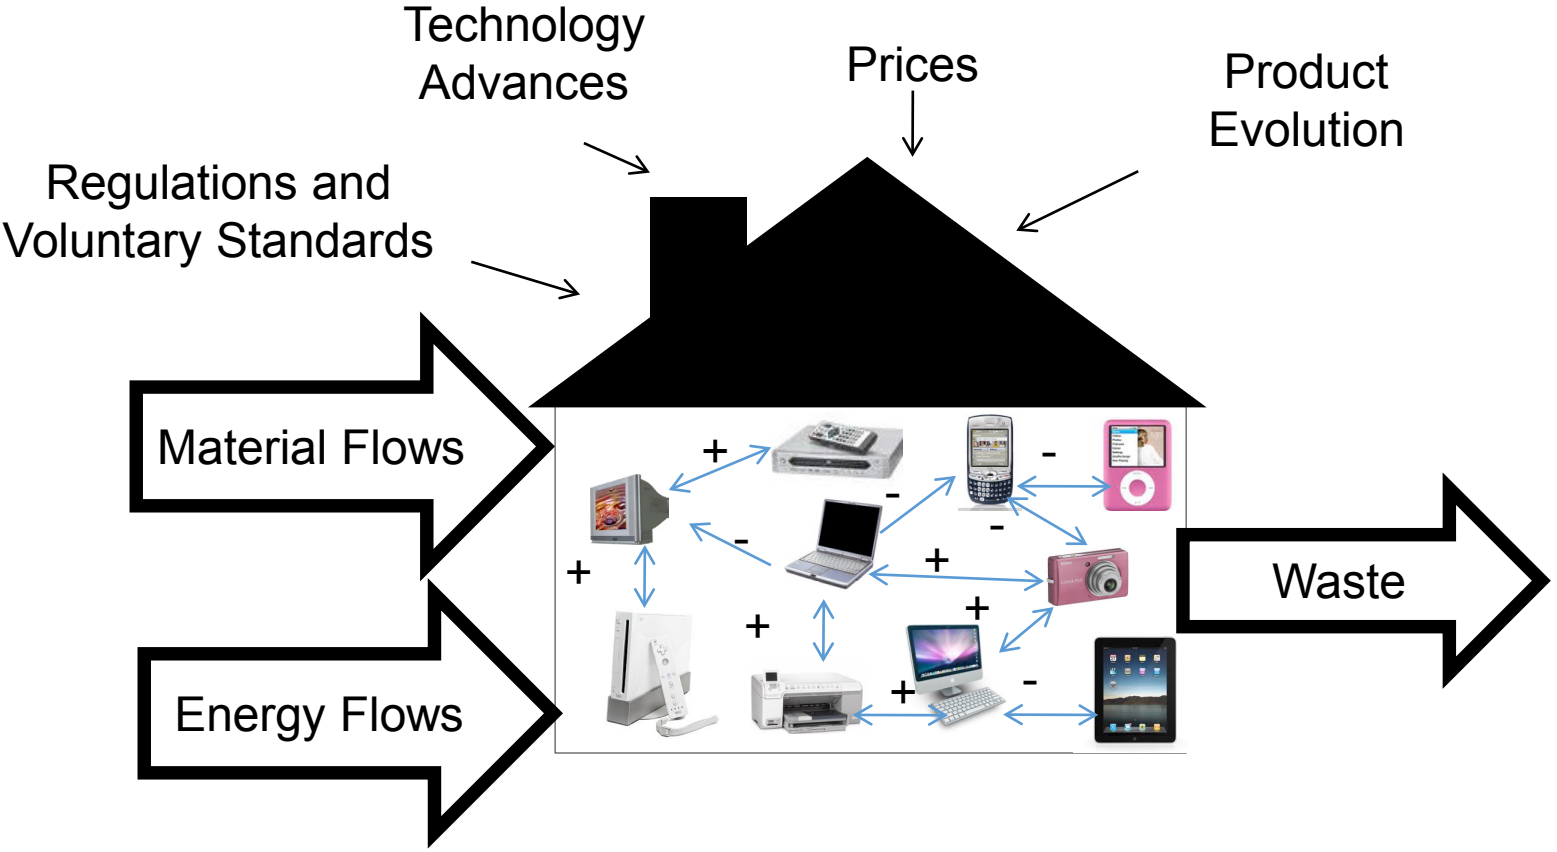 Technology
Advances
Prices
Product
Evolution
Regulations and
Voluntary Standards
Material Flows
Energy Flows
Waste
+
-
-
-
-
+
+
+
+
+
-